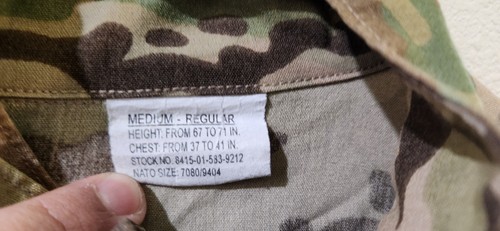 MEDIUM - REGULAR
HEIGHT: FROM 67 TO 71 IN.
CHEST: FROM 37 TO 41 IN.
STOCK NO. 8415-01-583-9212
NATO SIZE: 7080/9404